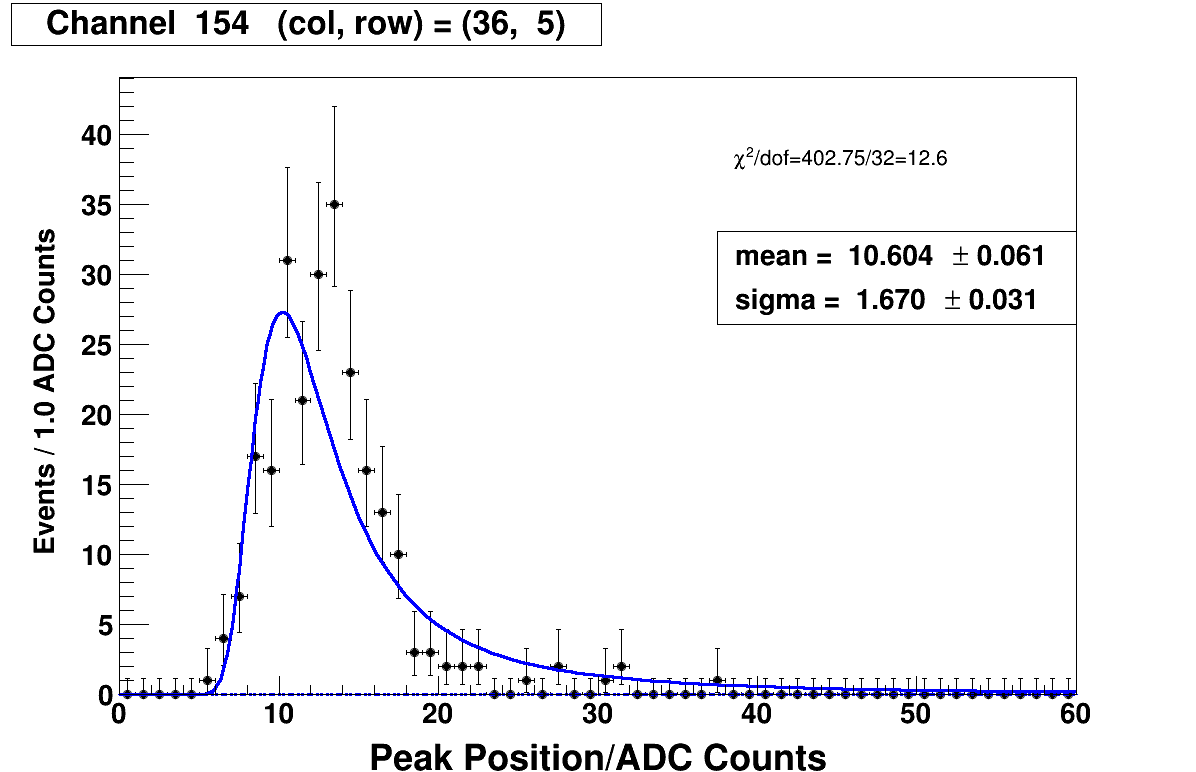 Channel 154 (col, row) = (36, 5)
χ²/dof=402.75/32=12.6
mean = 10.604 ± 0.061
sigma = 1.670 ± 0.031
Events / 1.0 ADC Counts
40
35
30
25
20
15
10
5
0
0 10 20 30 40 50 60
Peak Position/ADC Counts